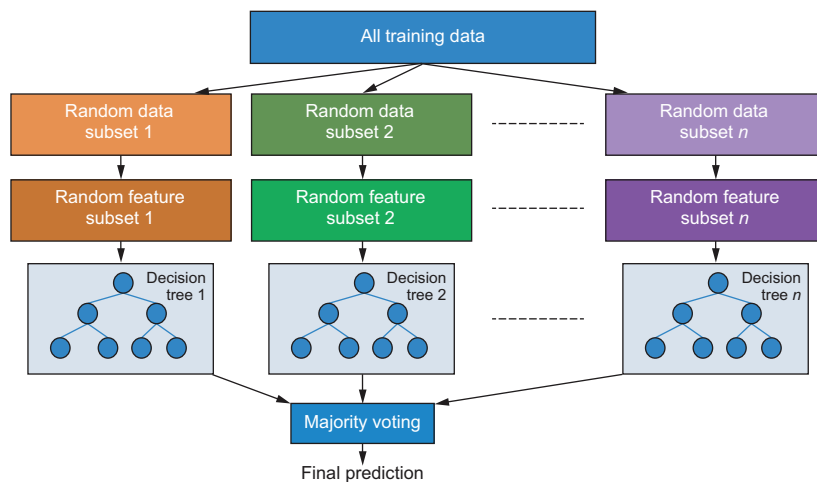 All training data
Random data
subset 1
Random data
subset 2
Random data
subset n
Random feature
subset 1
Random feature
subset 2
Random feature
subset n
Decision
tree 1
Decision
tree 2
Decision
tree n
Majority voting
Final prediction